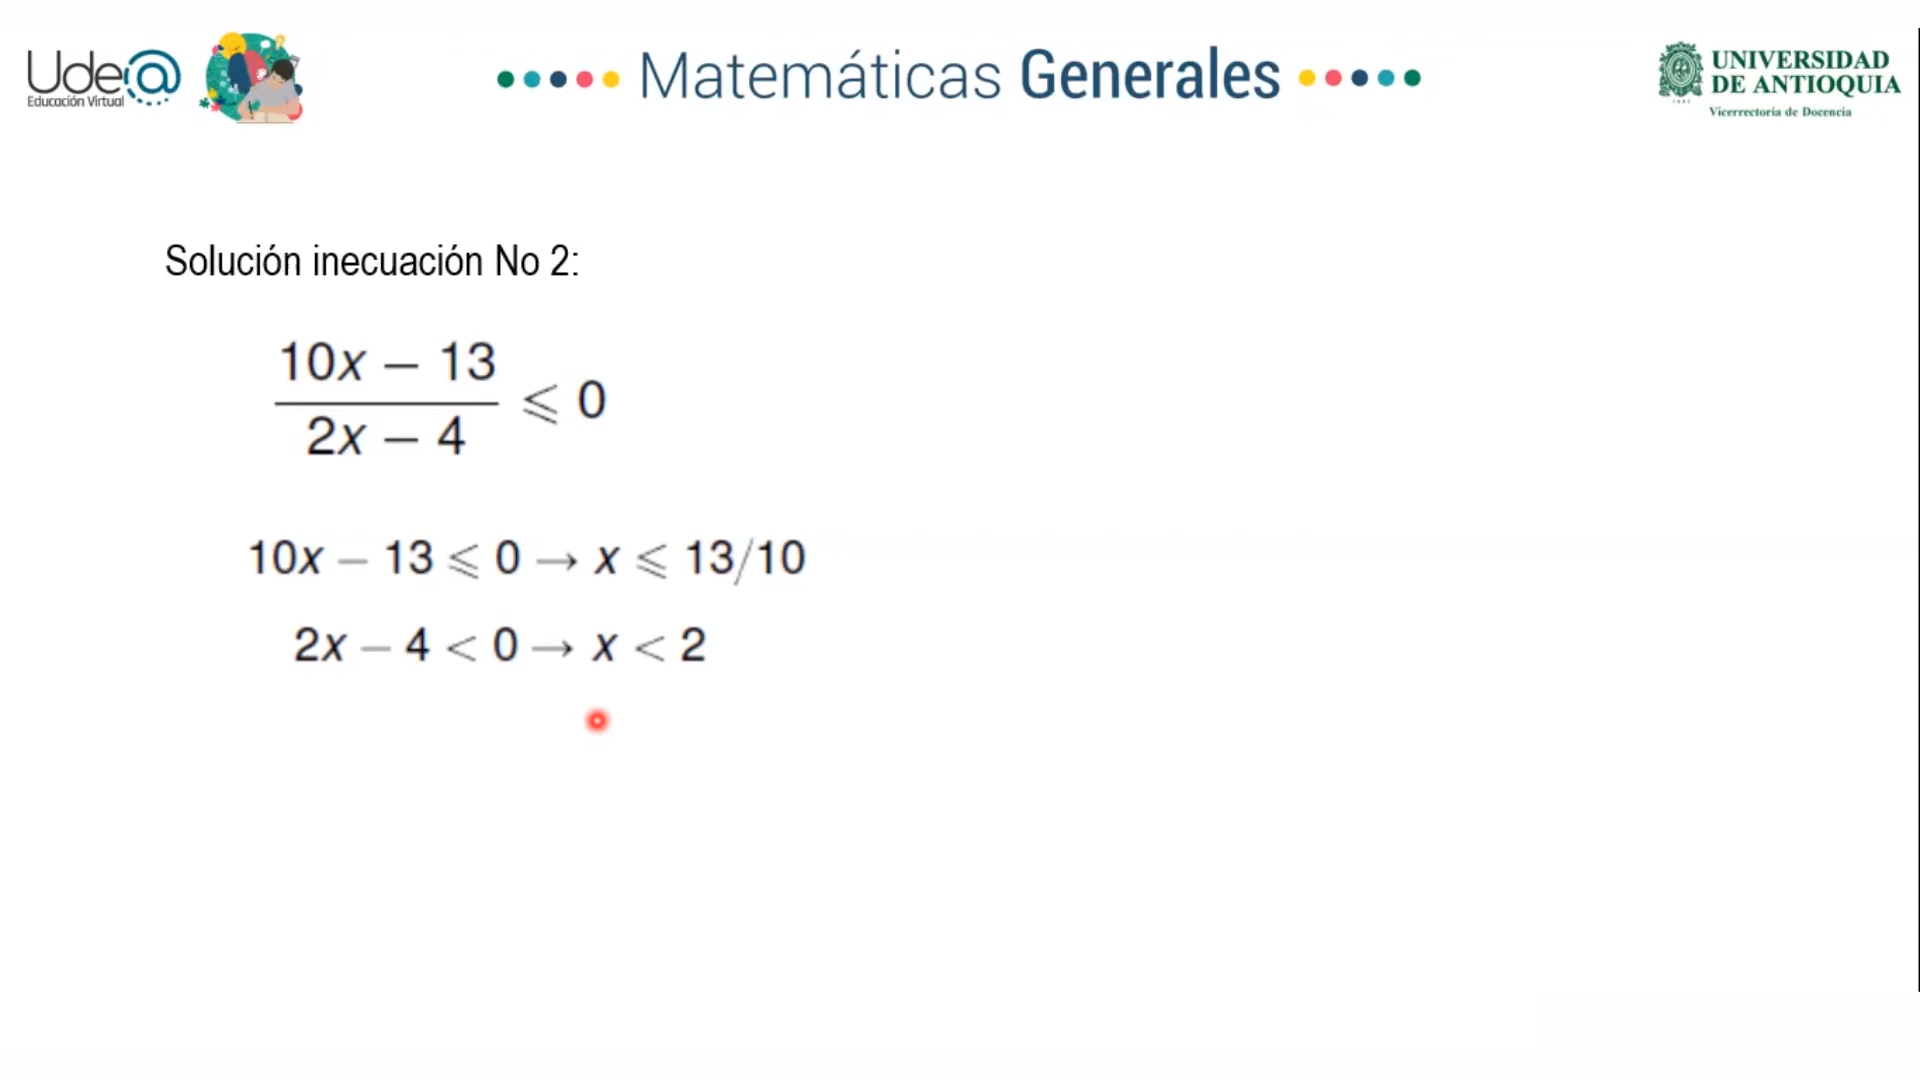 Ude@
Educación Virtual
Matemáticas Generales
UNIVERSIDAD
DE ANTIOQUIA
Vicerrectoría de Docencia
Solución inecuación No 2:
10x − 13
2x − 4
⩽ 0
10x − 13 ⩽ 0 → x ⩽ 13/10
2x − 4 < 0 → x < 2